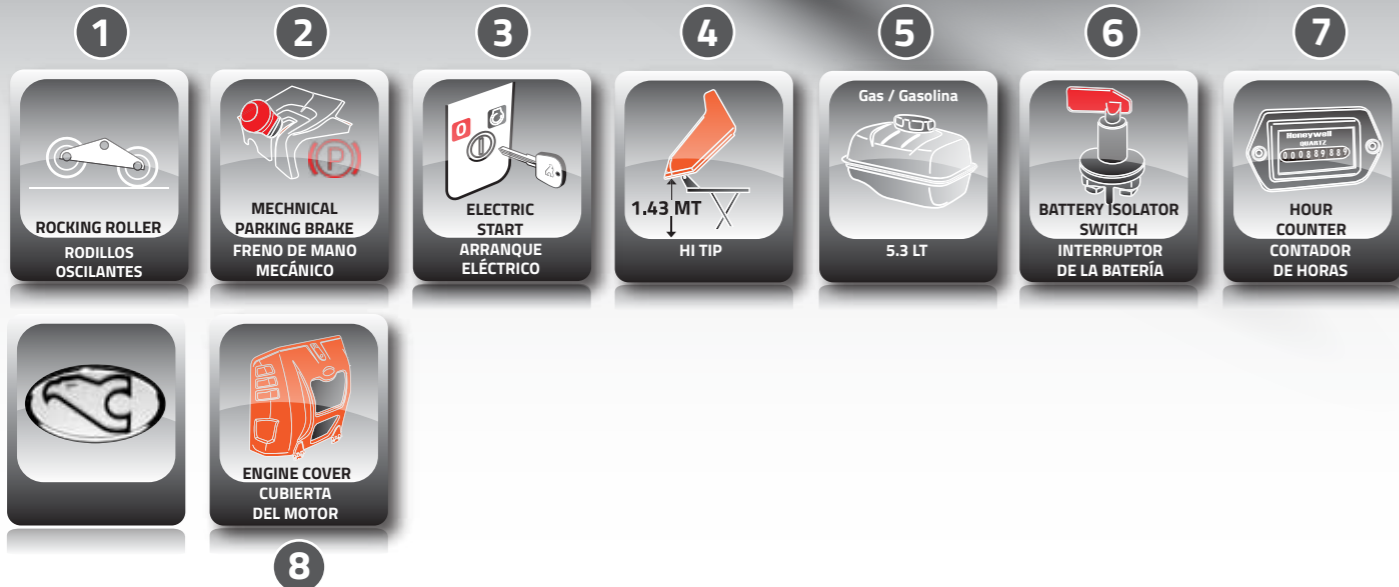 1
2
3
4
5
6
7
ROCKING ROLLER
RODILLOS
OSCILANTES
MECHNICAL
PARKING BRAKE
FRENO DE MANO
MECÁNICO
P
0
ELECTRIC
START
ARRANQUE
ELÉCTRICO
1.43 MT
HI TIP
Gas / Gasolina
5.3 LT
BATTERY ISOLATOR
SWITCH
INTERRUPTOR
DE LA BATERÍA
Honeywell
QUARTZ
000889889
HOUR
COUNTER
CONTADOR
DE HORAS
C
ENGINE COVER
CUBIERTA
DEL MOTOR
8